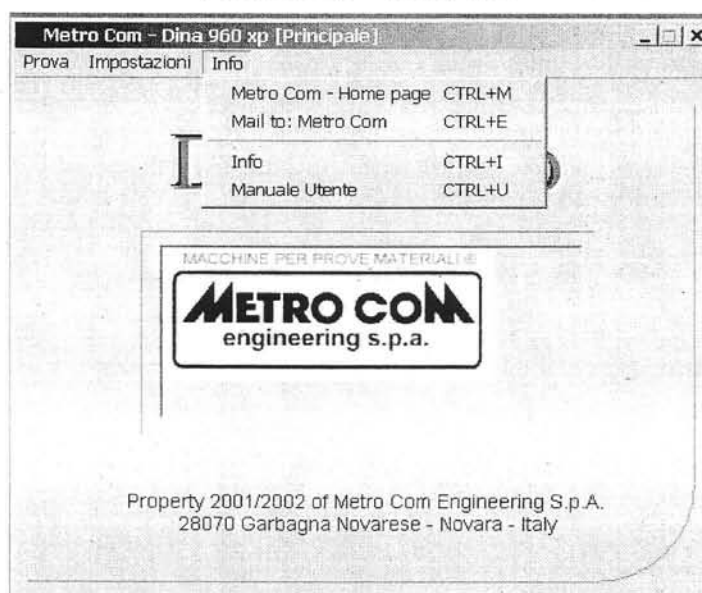 Metro Com - Dina 960 xp [Principale]
Prova Impostazioni Info
Metro Com - Home page CTRL+M
Mail to: Metro Com CTRL+E
Info CTRL+I
Manuale Utente CTRL+U
MACCHINE PER PROVE MATERIALI ®
METRO COM
engineering s.p.a.
Property 2001/2002 of Metro Com Engineering S.p.A.
28070 Garbagna Novarese - Novara - Italy